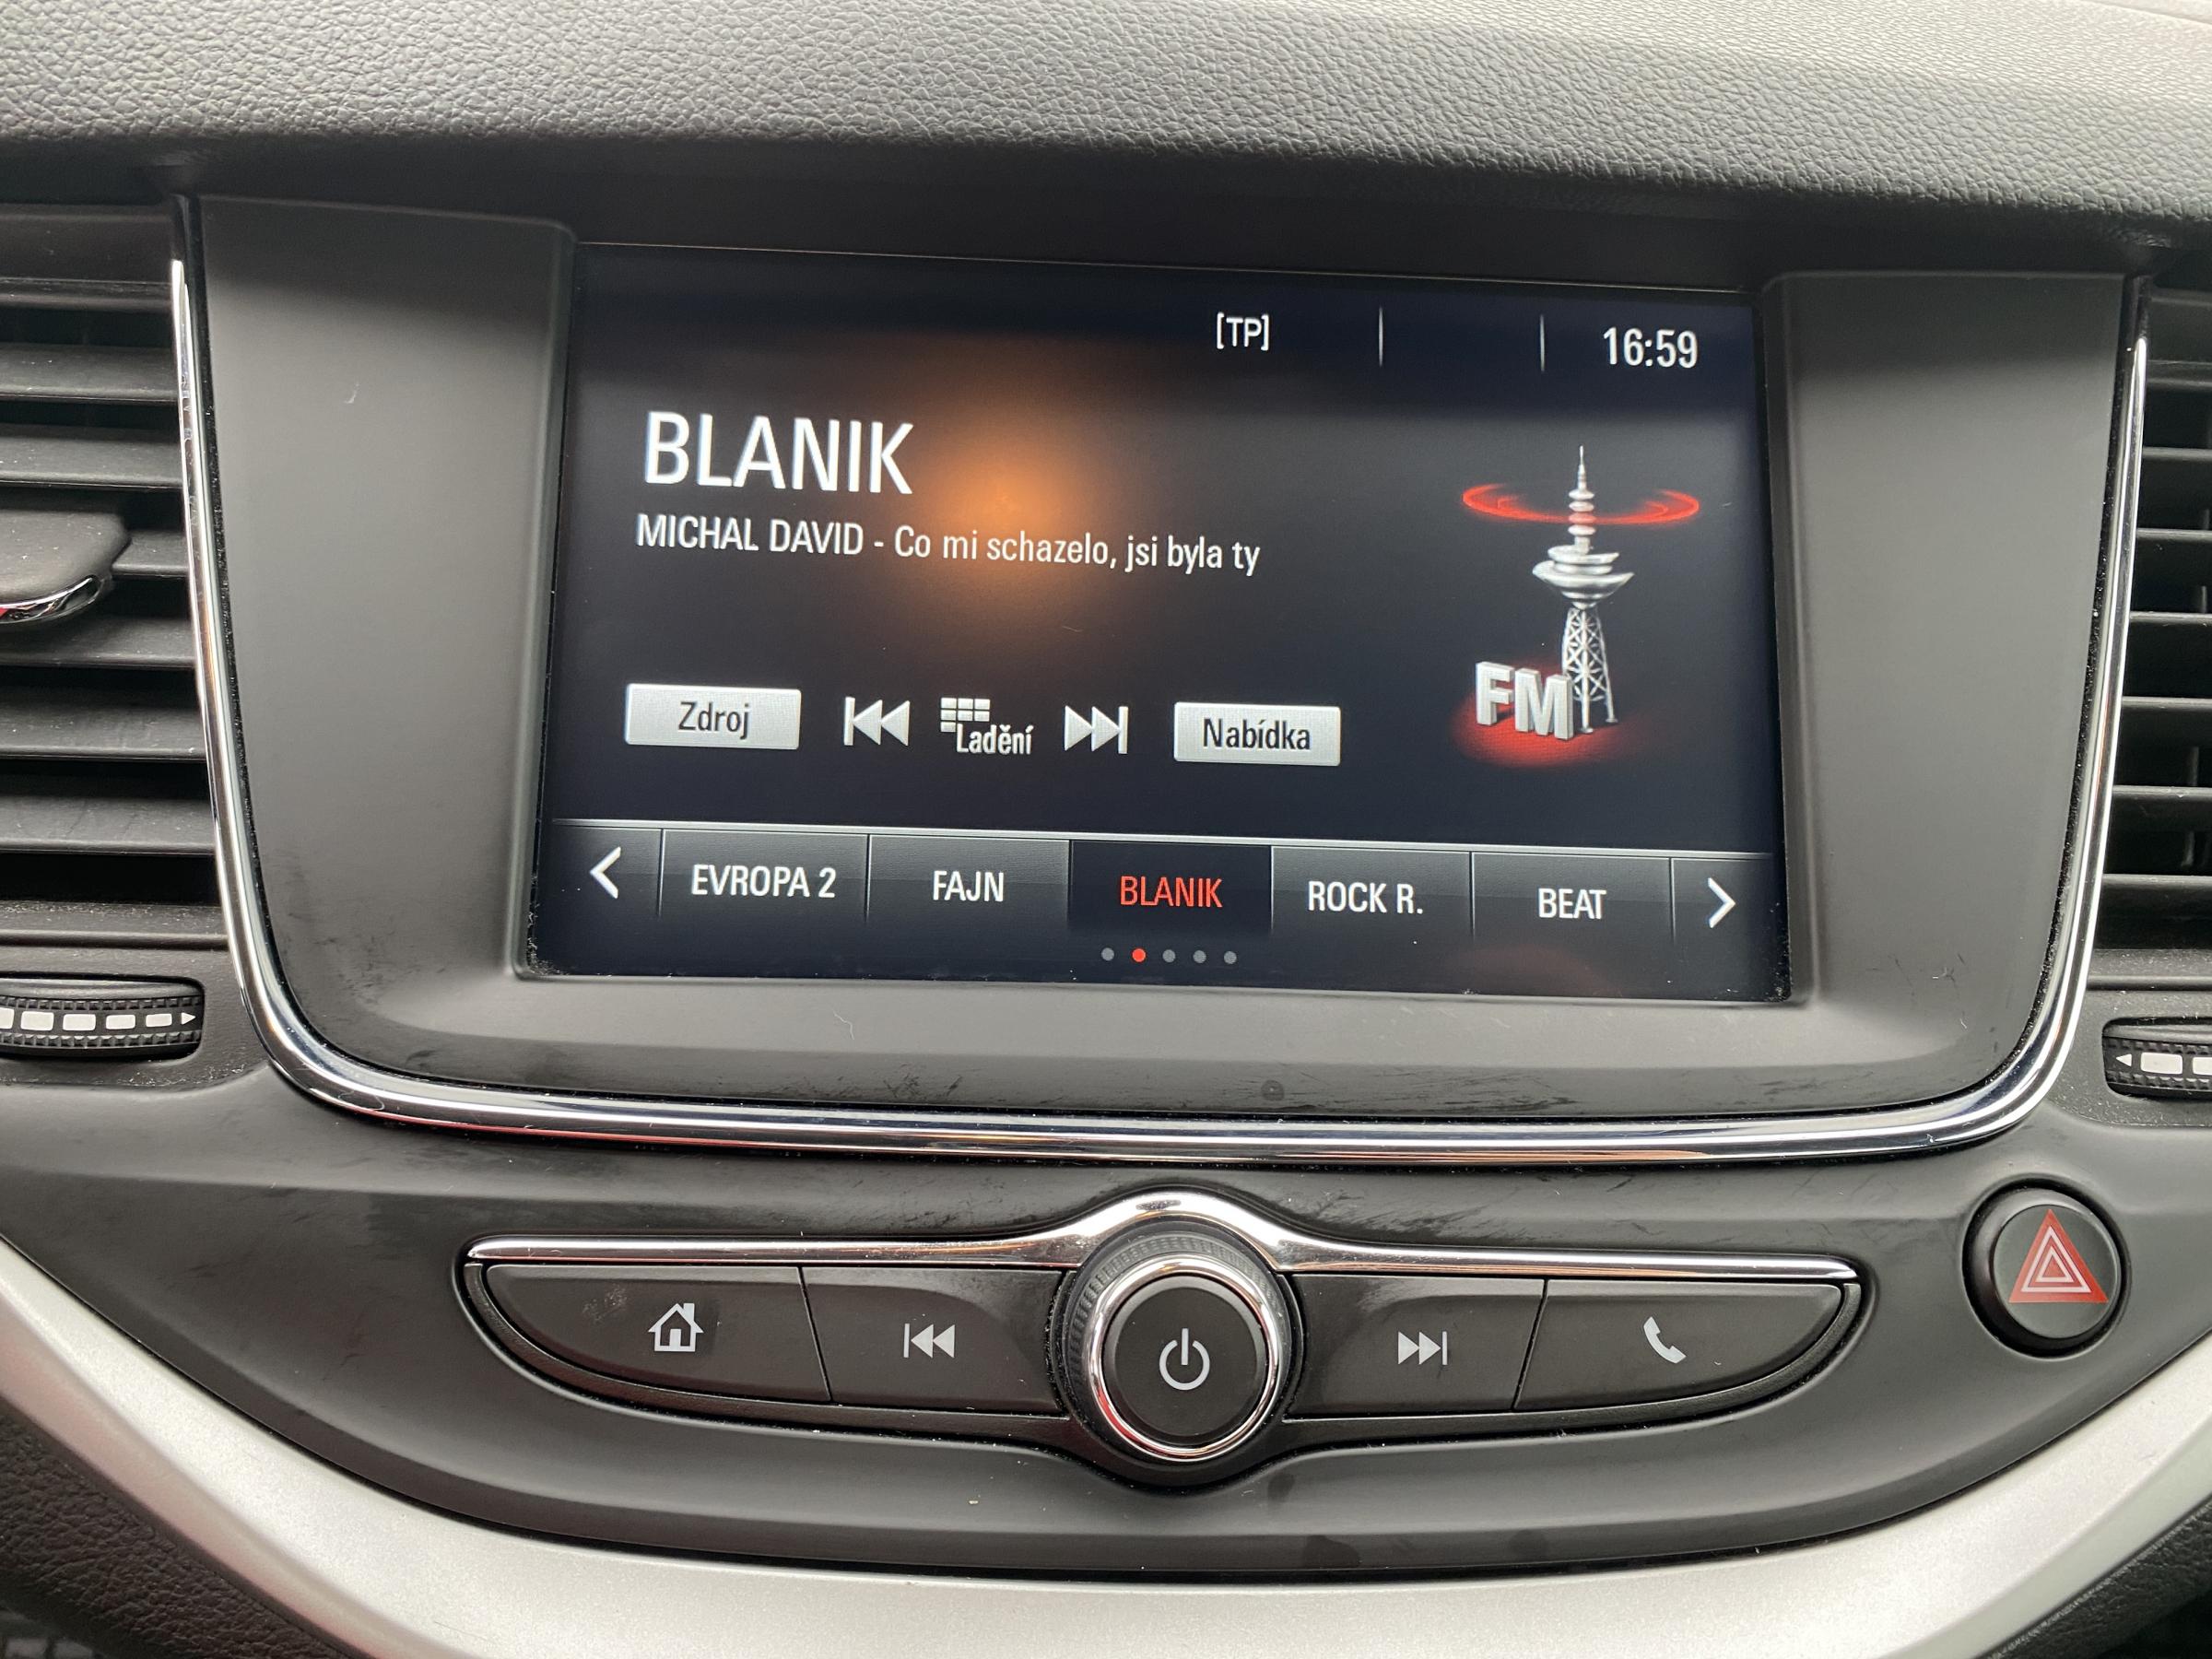 [TP] 16:59
BLANIK
MICHAL DAVID - Co mi schazelo, jsi byla ty
Zdroj Ladění Nabídka
FM
EVROPA 2 FAJN BLANIK ROCK R. BEAT